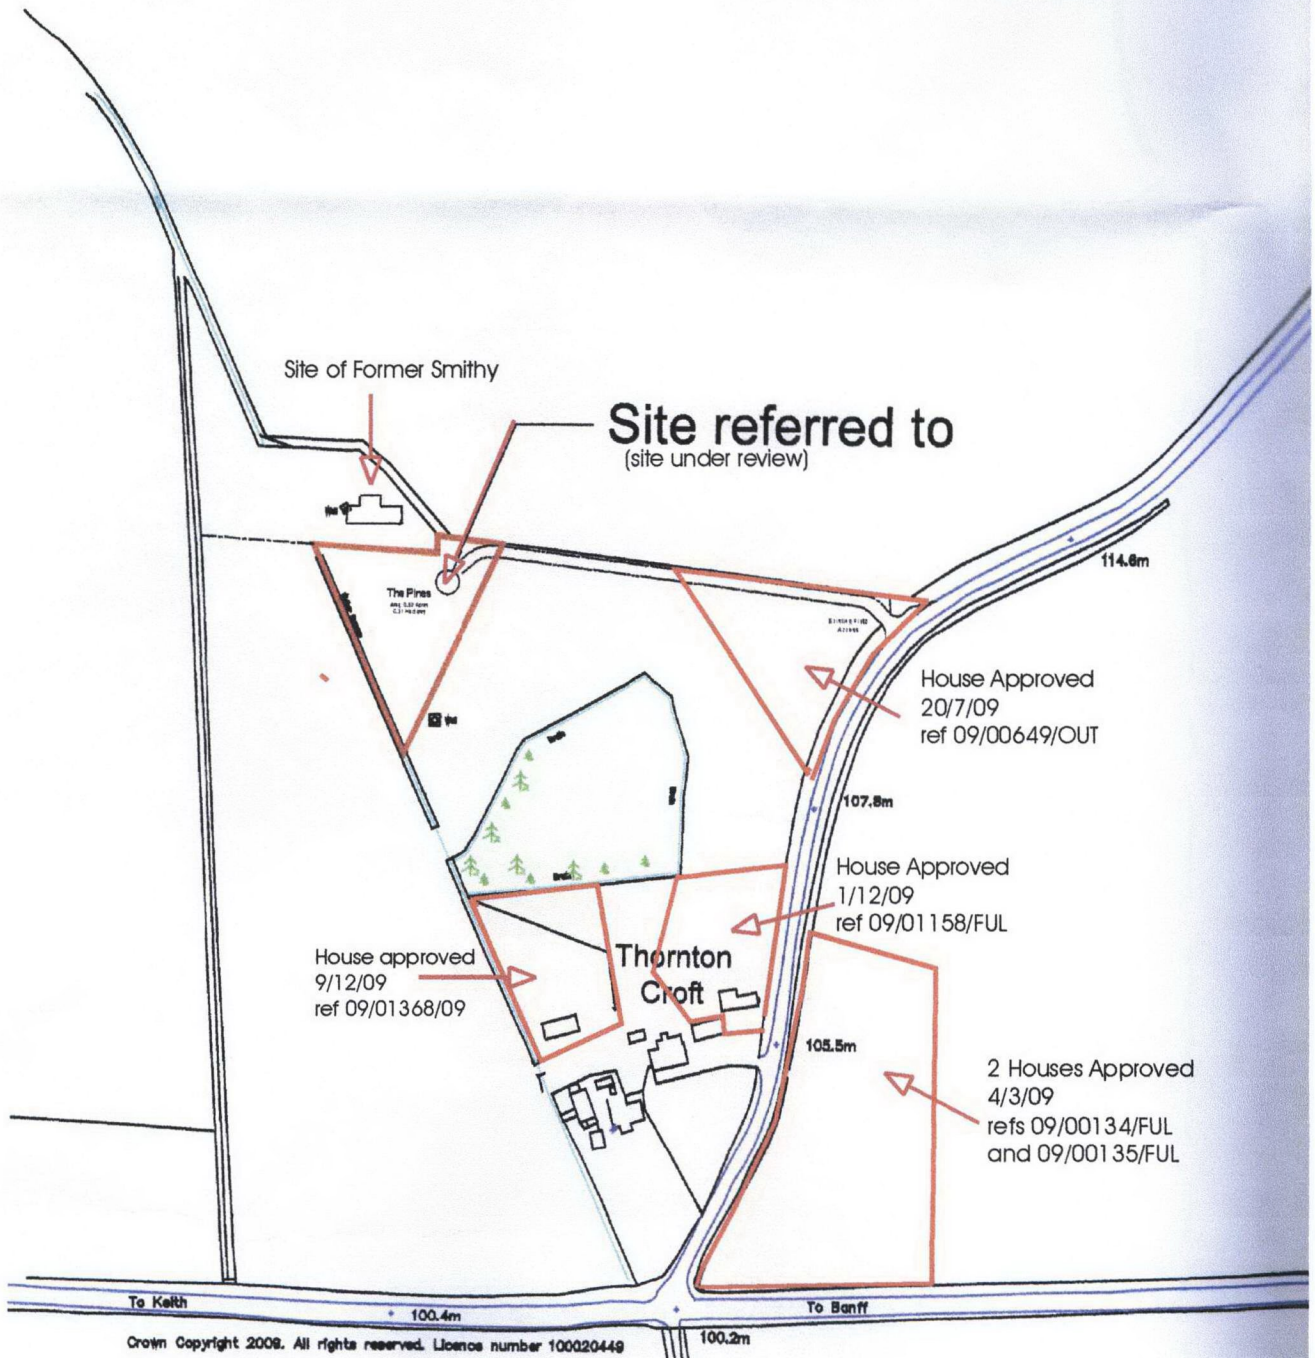 Site of Former Smithy
Site referred to
(site under review)
114.6m
The Pines
House Approved
20/7/09
ref 09/00649/OUT
107.8m
House Approved
1/12/09
ref 09/01158/FUL
House approved
9/12/09
ref 09/01368/09
Thornton
Croft
105.5m
2 Houses Approved
4/3/09
refs 09/00134/FUL
and 09/00135/FUL
To Keith
100.4m
To Banff
100.2m
Crown Copyright 2009. All rights reserved. Licence number 100020449